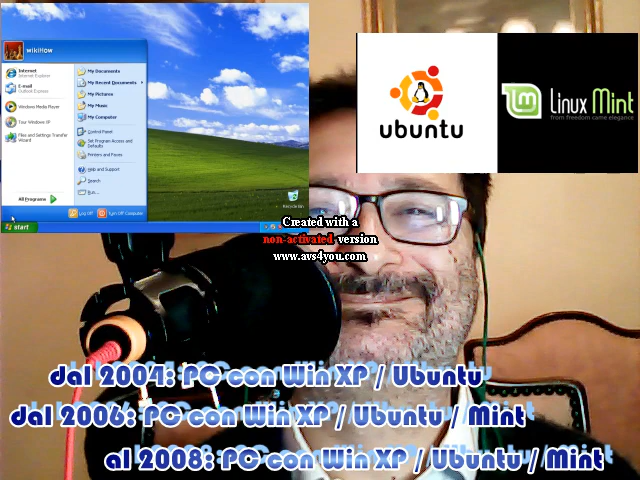 wikiHow
Internet
Internet Explorer
E-mail
Outlook Express
Windows Media Player
Tour Windows XP
Files and Settings Transfer
Wizard
All Programs
My Documents
My Recent Documents
My Pictures
My Music
My Computer
Control Panel
Set Program Access and
Defaults
Printers and Faxes
Help and Support
Search
Run...
Log Off
Turn Off Computer
start
Recycle Bin
ubuntu
LM
Linux Mint
from freedom came elegance
Created with a
non-activated version
www.avs4you.com
dal 2004: PC con Win XP / Ubuntu
dal 2006: PC con Win XP / Ubuntu / Mint
al 2008: PC con Win XP / Ubuntu / Mint